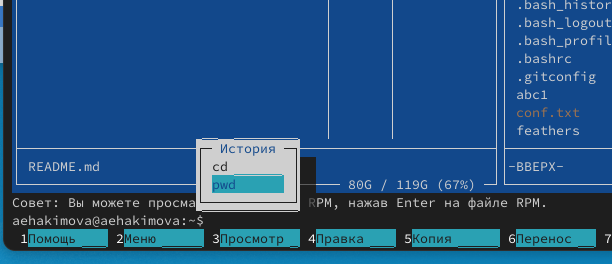 .bash_histor
.bash_logout
.bash_profil
.bashrc
.gitconfig
abc1
conf.txt
feathers
История
cd
pwd
README.md
-ВВЕРХ-
80G / 119G (67%)
Совет: Вы можете просма RPM, нажав Enter на файле RPM.
aehakimova@aehakimova:~$
1Помощь 2Меню 3Просмотр 4Правка 5Копия 6Перенос 7